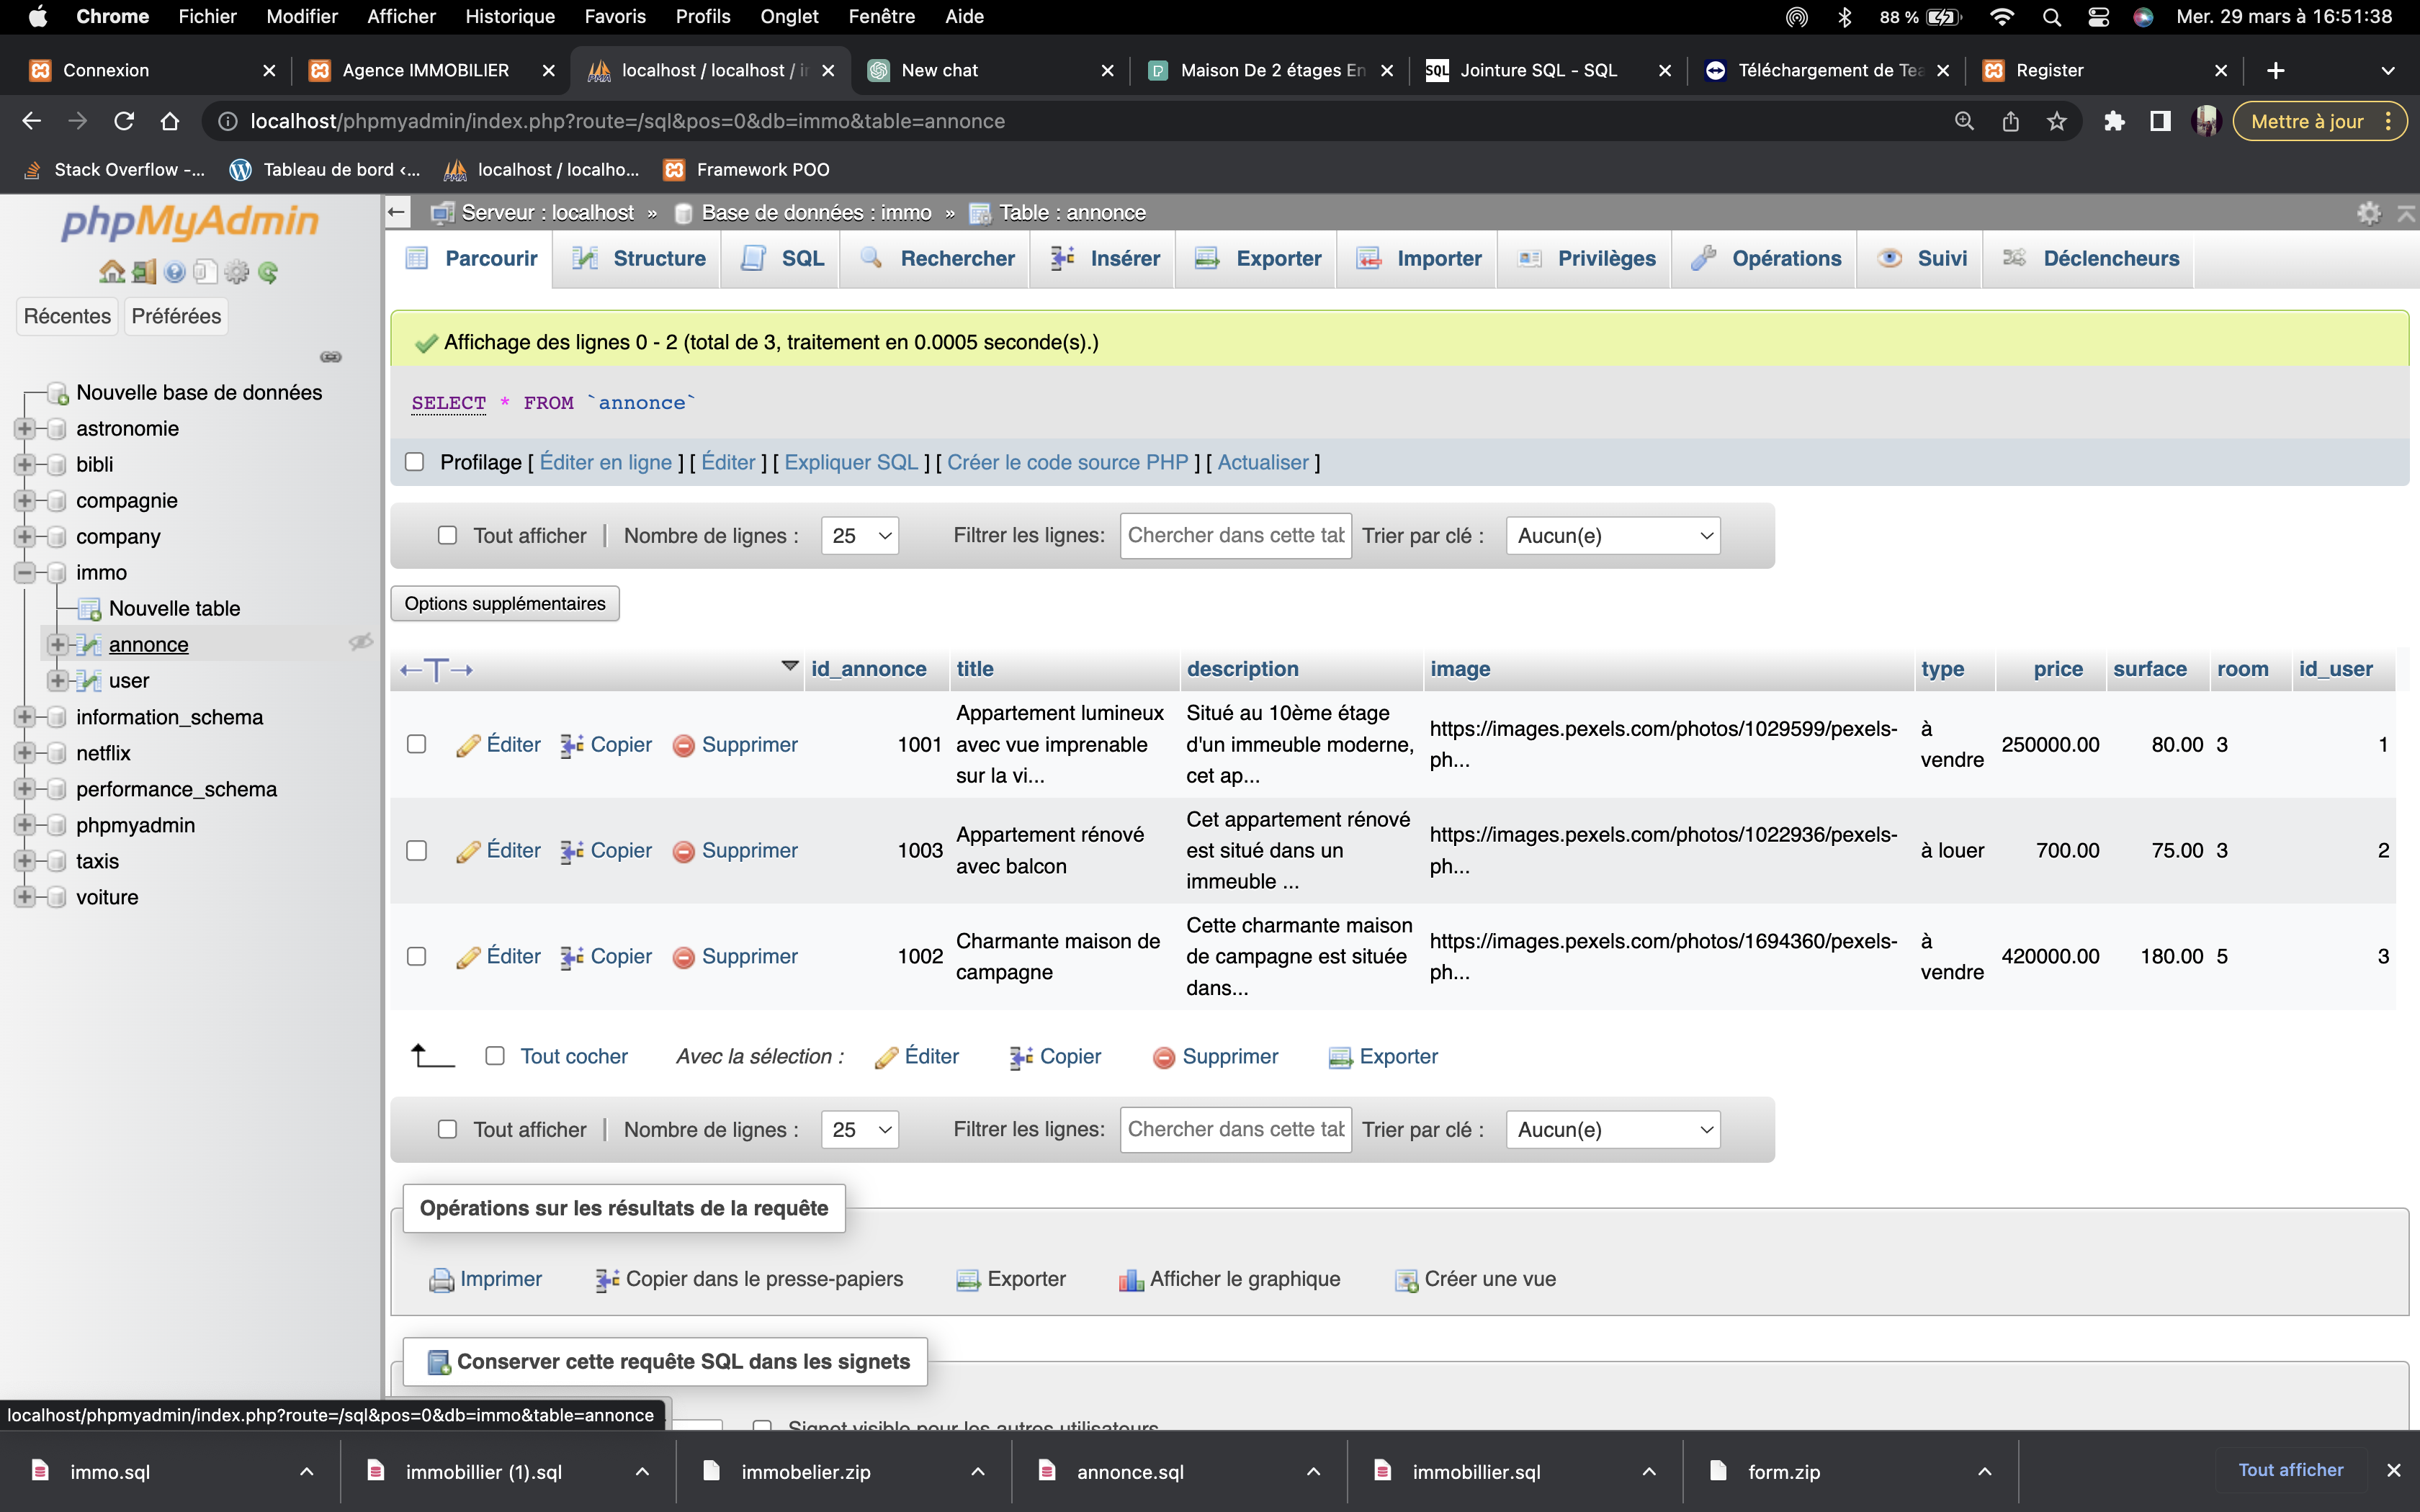 Chrome Fichier Modifier Afficher Historique Favoris Profils Onglet Fenêtre Aide 88 % Mer. 29 mars à 16:51:38
Connexion Agence IMMOBILIER localhost / localhost / ir New chat Maison De 2 étages En SQL Jointure SQL - SQL Téléchargement de Tea Register
localhost/phpmyadmin/index.php?route=/sql&pos=0&db=immo&table=annonce Mettre à jour
Stack Overflow -... Tableau de bord <... localhost / localho... Framework POO
phpMyAdmin
Récentes Préférées
Nouvelle base de données
astronomie
bibli
compagnie
company
immo
Nouvelle table
annonce
user
information_schema
netflix
performance_schema
phpmyadmin
taxis
voiture
Serveur : localhost » Base de données : immo » Table : annonce
Parcourir Structure SQL Rechercher Insérer Exporter Importer Privilèges Opérations Suivi Déclencheurs
Affichage des lignes 0 - 2 (total de 3, traitement en 0.0005 seconde(s).)
SELECT * FROM `annonce`
Profilage [ Éditer en ligne ] [ Éditer ] [ Expliquer SQL ] [ Créer le code source PHP ] [ Actualiser ]
Tout afficher | Nombre de lignes : 25 Filtrer les lignes: Chercher dans cette tab Trier par clé : Aucun(e)
Options supplémentaires
id_annonce title description image type price surface room id_user
Éditer Copier Supprimer 1001 Appartement lumineux avec vue imprenable sur la vi... Situé au 10ème étage d'un immeuble moderne, cet ap... https://images.pexels.com/photos/1029599/pexels-ph... à vendre 250000.00 80.00 3 1
Éditer Copier Supprimer 1003 Appartement rénové avec balcon Cet appartement rénové est situé dans un immeuble ... https://images.pexels.com/photos/1022936/pexels-ph... à louer 700.00 75.00 3 2
Éditer Copier Supprimer 1002 Charmante maison de campagne Cette charmante maison de campagne est située dans... https://images.pexels.com/photos/1694360/pexels-ph... à vendre 420000.00 180.00 5 3
Tout cocher Avec la sélection : Éditer Copier Supprimer Exporter
Tout afficher | Nombre de lignes : 25 Filtrer les lignes: Chercher dans cette tab Trier par clé : Aucun(e)
Opérations sur les résultats de la requête
Imprimer Copier dans le presse-papiers Exporter Afficher le graphique Créer une vue
Conserver cette requête SQL dans les signets
Signet visible pour les autres utilisateurs
localhost/phpmyadmin/index.php?route=/sql&pos=0&db=immo&table=annonce
immo.sql immobillier (1).sql immobelier.zip annonce.sql immobillier.sql form.zip Tout afficher